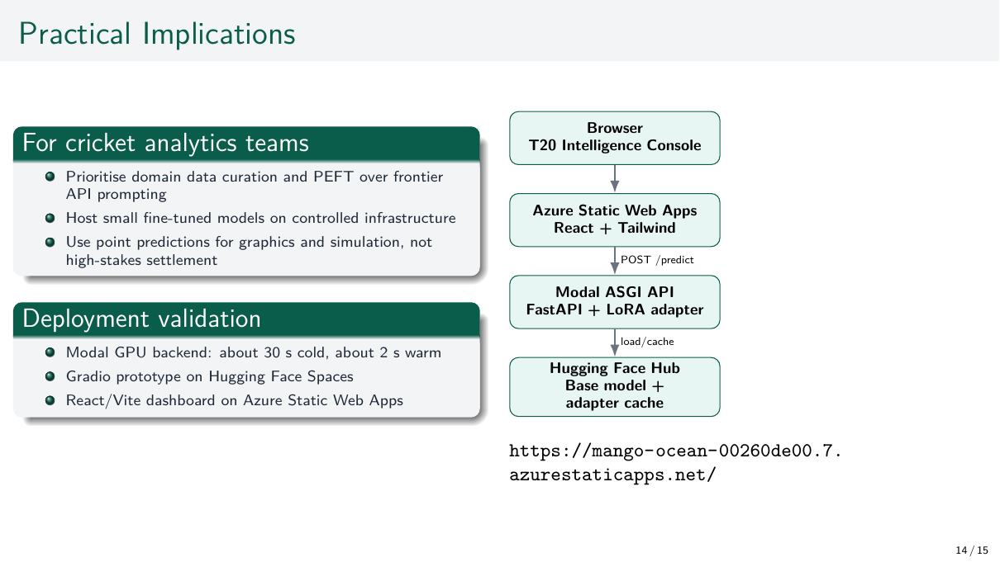 Practical Implications
For cricket analytics teams
Prioritise domain data curation and PEFT over frontier
API prompting
Host small fine-tuned models on controlled infrastructure
Use point predictions for graphics and simulation, not
high-stakes settlement
Deployment validation
Modal GPU backend: about 30 s cold, about 2 s warm
Gradio prototype on Hugging Face Spaces
React/Vite dashboard on Azure Static Web Apps
Browser
T20 Intelligence Console
Azure Static Web Apps
React + Tailwind
POST /predict
Modal ASGI API
FastAPI + LoRA adapter
load/cache
Hugging Face Hub
Base model +
adapter cache
https://mango-ocean-00260de00.7.
azurestaticapps.net/
14 / 15